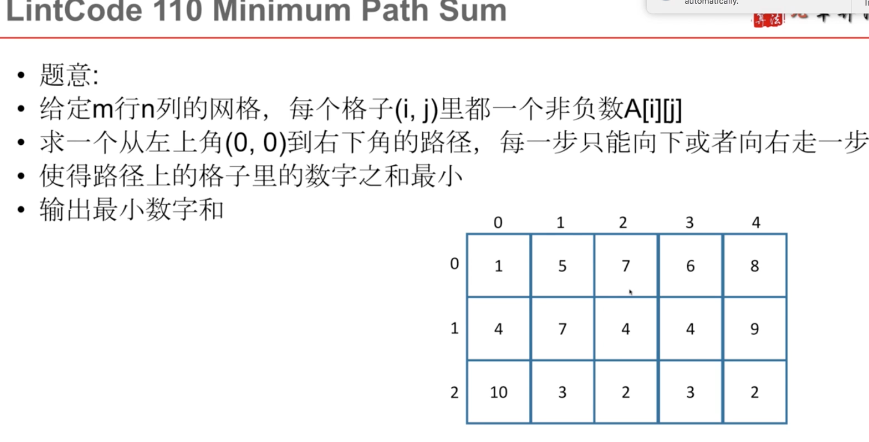 LintCode 110 Minimum Path Sum
automatically.
• 题意:
• 给定m行n列的网格，每个格子(i, j)里都一个非负数A[i][j]
• 求一个从左上角(0, 0)到右下角的路径，每一步只能向下或者向右走一步
• 使得路径上的格子里的数字之和最小
• 输出最小数字和
0 1 2 3 4
0 1 5 7 6 8
1 4 7 4 4 9
2 10 3 2 3 2